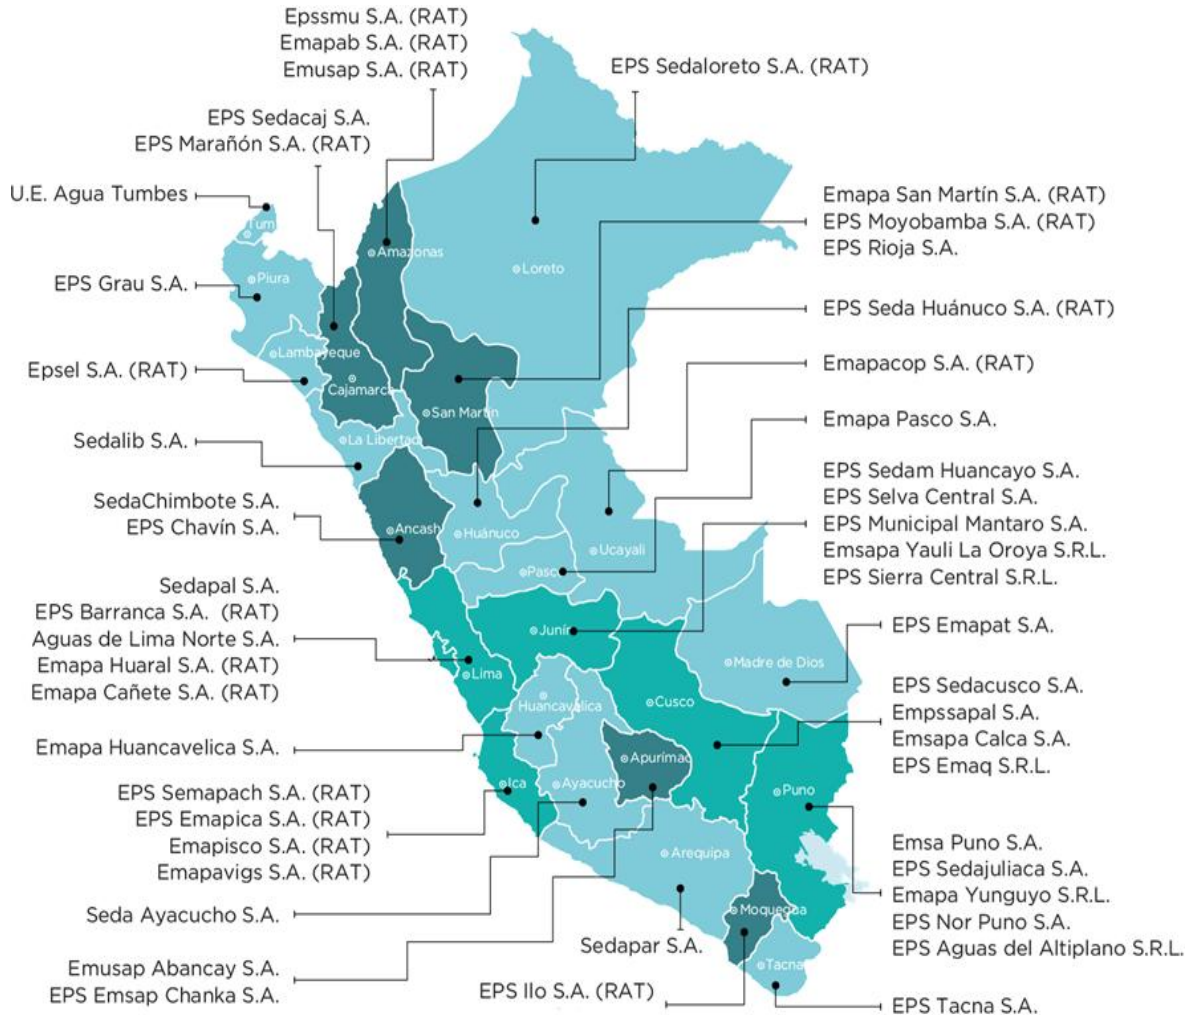 Epssmu S.A. (RAT)
Emapab S.A. (RAT)
Emusap S.A. (RAT)
EPS Sedaloreto S.A. (RAT)
EPS Sedacaj S.A.
EPS Marañón S.A. (RAT)
U.E. Agua Tumbes
EPS Grau S.A.
Epsel S.A. (RAT)
Sedalib S.A.
SedaChimbote S.A.
EPS Chavín S.A.
Sedapal S.A.
EPS Barranca S.A. (RAT)
Aguas de Lima Norte S.A.
Emapa Huaral S.A. (RAT)
Emapa Cañete S.A. (RAT)
Emapa Huancavelica S.A.
EPS Semapach S.A. (RAT)
EPS Emapica S.A. (RAT)
Emapisco S.A. (RAT)
Emapavigs S.A. (RAT)
Seda Ayacucho S.A.
Emusap Abancay S.A.
EPS Emsap Chanka S.A.
Tum
Piura
Lambayeque
Cajamarca
Amazonas
Loreto
San Martín
La Libertad
Ancash
Huánuco
Ucayali
Pasco
Junín
Lima
Madre de Dios
Huancavelica
Cusco
Ica
Ayacucho
Apurímac
Puno
Arequipa
Moquegua
Tacna
Sedapar S.A.
EPS Ilo S.A. (RAT)
Emapa San Martín S.A. (RAT)
EPS Moyobamba S.A. (RAT)
EPS Rioja S.A.
EPS Seda Huánuco S.A. (RAT)
Emapacop S.A. (RAT)
Emapa Pasco S.A.
EPS Sedam Huancayo S.A.
EPS Selva Central S.A.
EPS Municipal Mantaro S.A.
Emsapa Yauli La Oroya S.R.L.
EPS Sierra Central S.R.L.
EPS Emapat S.A.
EPS Sedacusco S.A.
Empssapal S.A.
Emsapa Calca S.A.
EPS Emaq S.R.L.
Emsa Puno S.A.
EPS Sedajuliaca S.A.
Emapa Yunguyo S.R.L.
EPS Nor Puno S.A.
EPS Aguas del Altiplano S.R.L.
EPS Tacna S.A.